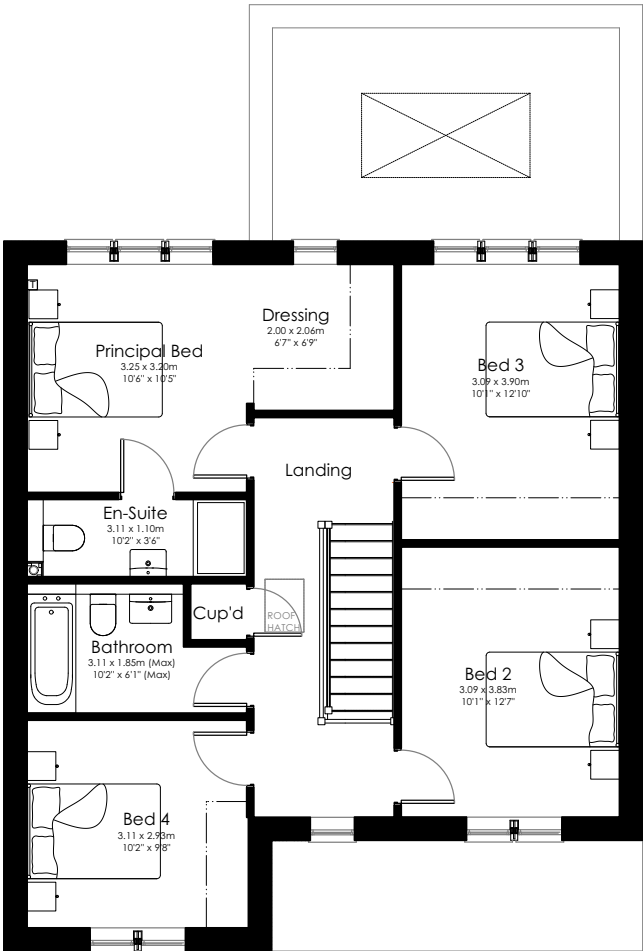 Dressing
2.00 x 2.06m
6'7" x 6'9"
Principal Bed
3.25 x 3.20m
10'6" x 10'5"
Bed 3
3.09 x 3.90m
10'1" x 12'10"
Landing
En-Suite
3.11 x 1.10m
10'2" x 3'6"
Cup'd
ROOF
HATCH
Bathroom
3.11 x 1.85m (Max)
10'2" x 6'1" (Max)
Bed 2
3.09 x 3.83m
10'1" x 12'7"
Bed 4
3.11 x 2.93m
10'2" x 9'8"